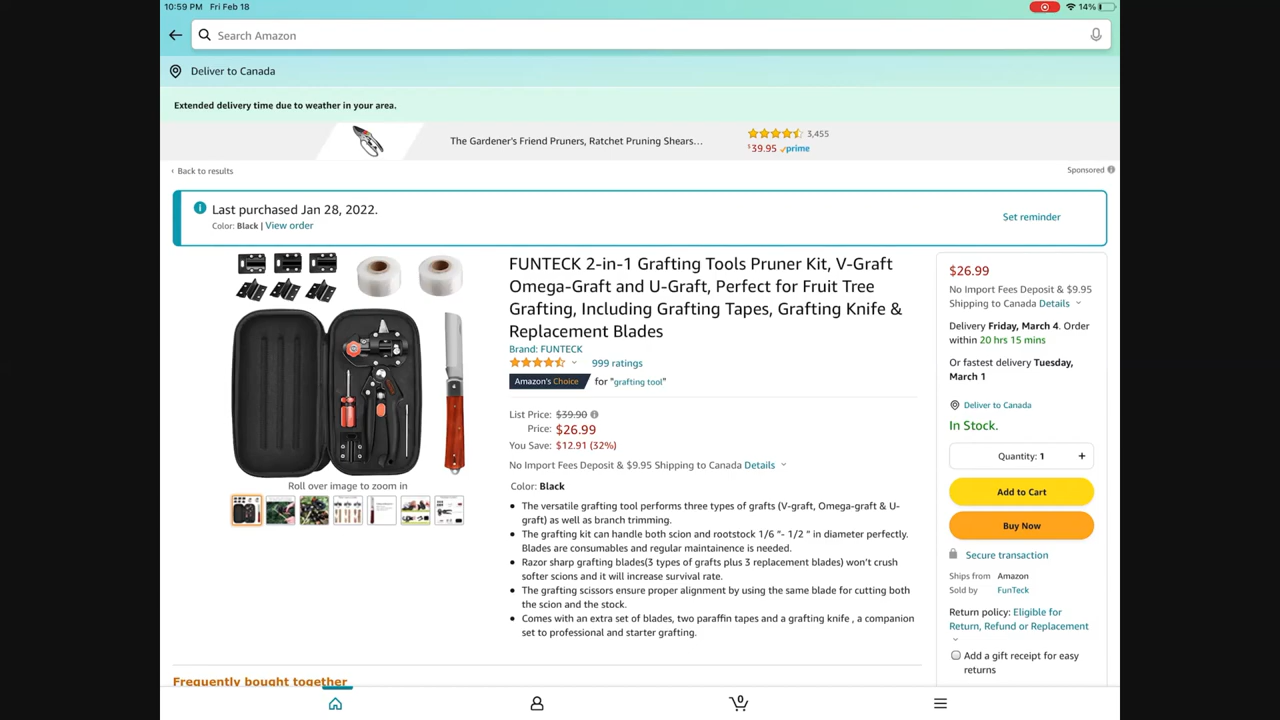 10:59 PM Fri Feb 18
14%
Search Amazon
Deliver to Canada
Extended delivery time due to weather in your area.
The Gardener's Friend Pruners, Ratchet Pruning Shears...
3,455
$39.95 prime
‹ Back to results
Sponsored
Last purchased Jan 28, 2022.
Color: Black | View order
Set reminder
FUNTECK 2-in-1 Grafting Tools Pruner Kit, V-Graft
Omega-Graft and U-Graft, Perfect for Fruit Tree
Grafting, Including Grafting Tapes, Grafting Knife &
Replacement Blades
Brand: FUNTECK
999 ratings
Amazon's Choice for "grafting tool"
List Price: $39.90
Price: $26.99
You Save: $12.91 (32%)
No Import Fees Deposit & $9.95 Shipping to Canada Details
Color: Black
• The versatile grafting tool performs three types of grafts (V-graft, Omega-graft & U-
graft) as well as branch trimming.
• The grafting kit can handle both scion and rootstock 1/6 "- 1/2 " in diameter perfectly.
Blades are consumables and regular maintainence is needed.
• Razor sharp grafting blades(3 types of grafts plus 3 replacement blades) won't crush
softer scions and it will increase survival rate.
• The grafting scissors ensure proper alignment by using the same blade for cutting both
the scion and the stock.
• Comes with an extra set of blades, two paraffin tapes and a grafting knife , a companion
set to professional and starter grafting.
Roll over image to zoom in
$26.99
No Import Fees Deposit & $9.95
Shipping to Canada Details
Delivery Friday, March 4. Order
within 20 hrs 15 mins
Or fastest delivery Tuesday,
March 1
Deliver to Canada
In Stock.
Quantity: 1 +
Add to Cart
Buy Now
Secure transaction
Ships from Amazon
Sold by FunTeck
Return policy: Eligible for
Return, Refund or Replacement
Add a gift receipt for easy
returns
Frequently bought together
0